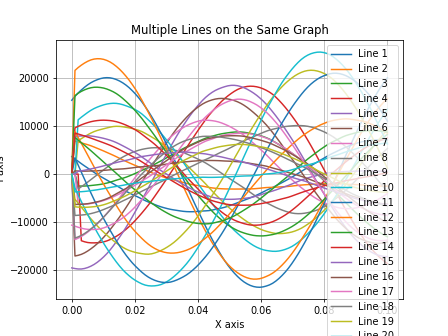 Multiple Lines on the Same Graph
20000
10000
0
−10000
−20000
0.00
0.02
0.04
0.06
X axis
Line 1
Line 2
Line 3
Line 4
Line 5
Line 6
Line 7
Line 8
Line 9
Line 10
Line 11
Line 12
Line 13
Line 14
Line 15
Line 16
Line 17
Line 18
Line 19
Line 20